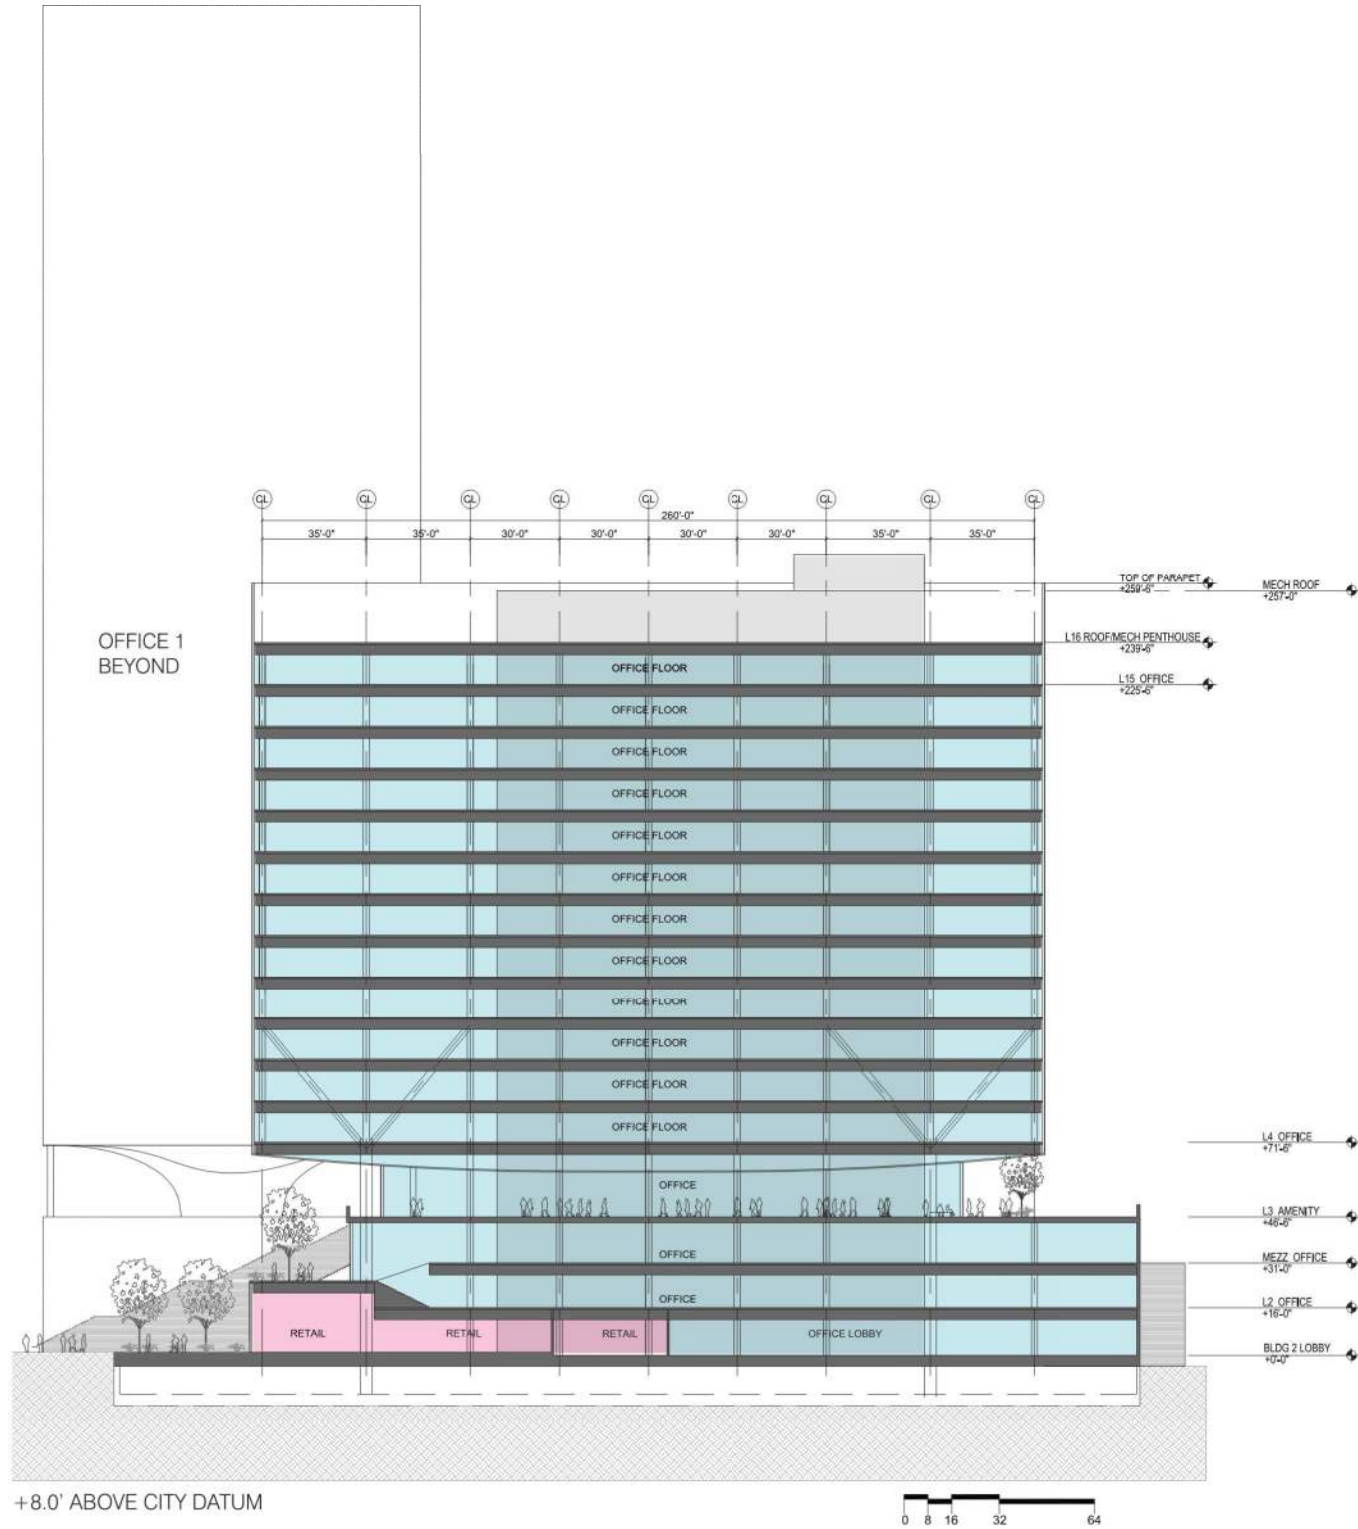 CL CL CL CL CL CL CL CL CL
260'-0"
35'-0" 35'-0" 30'-0" 30'-0" 30'-0" 30'-0" 35'-0" 35'-0"
TOP OF PARAPET
+259'-6"
MECH ROOF
+257'-0"
OFFICE 1
BEYOND
L16 ROOF/MECH PENTHOUSE
+239'-6"
OFFICE FLOOR
L15 OFFICE
+225'-6"
OFFICE FLOOR
OFFICE FLOOR
OFFICE FLOOR
OFFICE FLOOR
OFFICE FLOOR
OFFICE FLOOR
OFFICE FLOOR
OFFICE FLOOR
OFFICE FLOOR
OFFICE FLOOR
OFFICE FLOOR
L4 OFFICE
+71'-6"
OFFICE
L3 AMENITY
+46'-6"
OFFICE
MEZZ OFFICE
+31'-0"
OFFICE
L2 OFFICE
+16'-0"
RETAIL RETAIL RETAIL OFFICE LOBBY
BLDG 2 LOBBY
+0'-0"
+8.0' ABOVE CITY DATUM
0 8 16 32 64